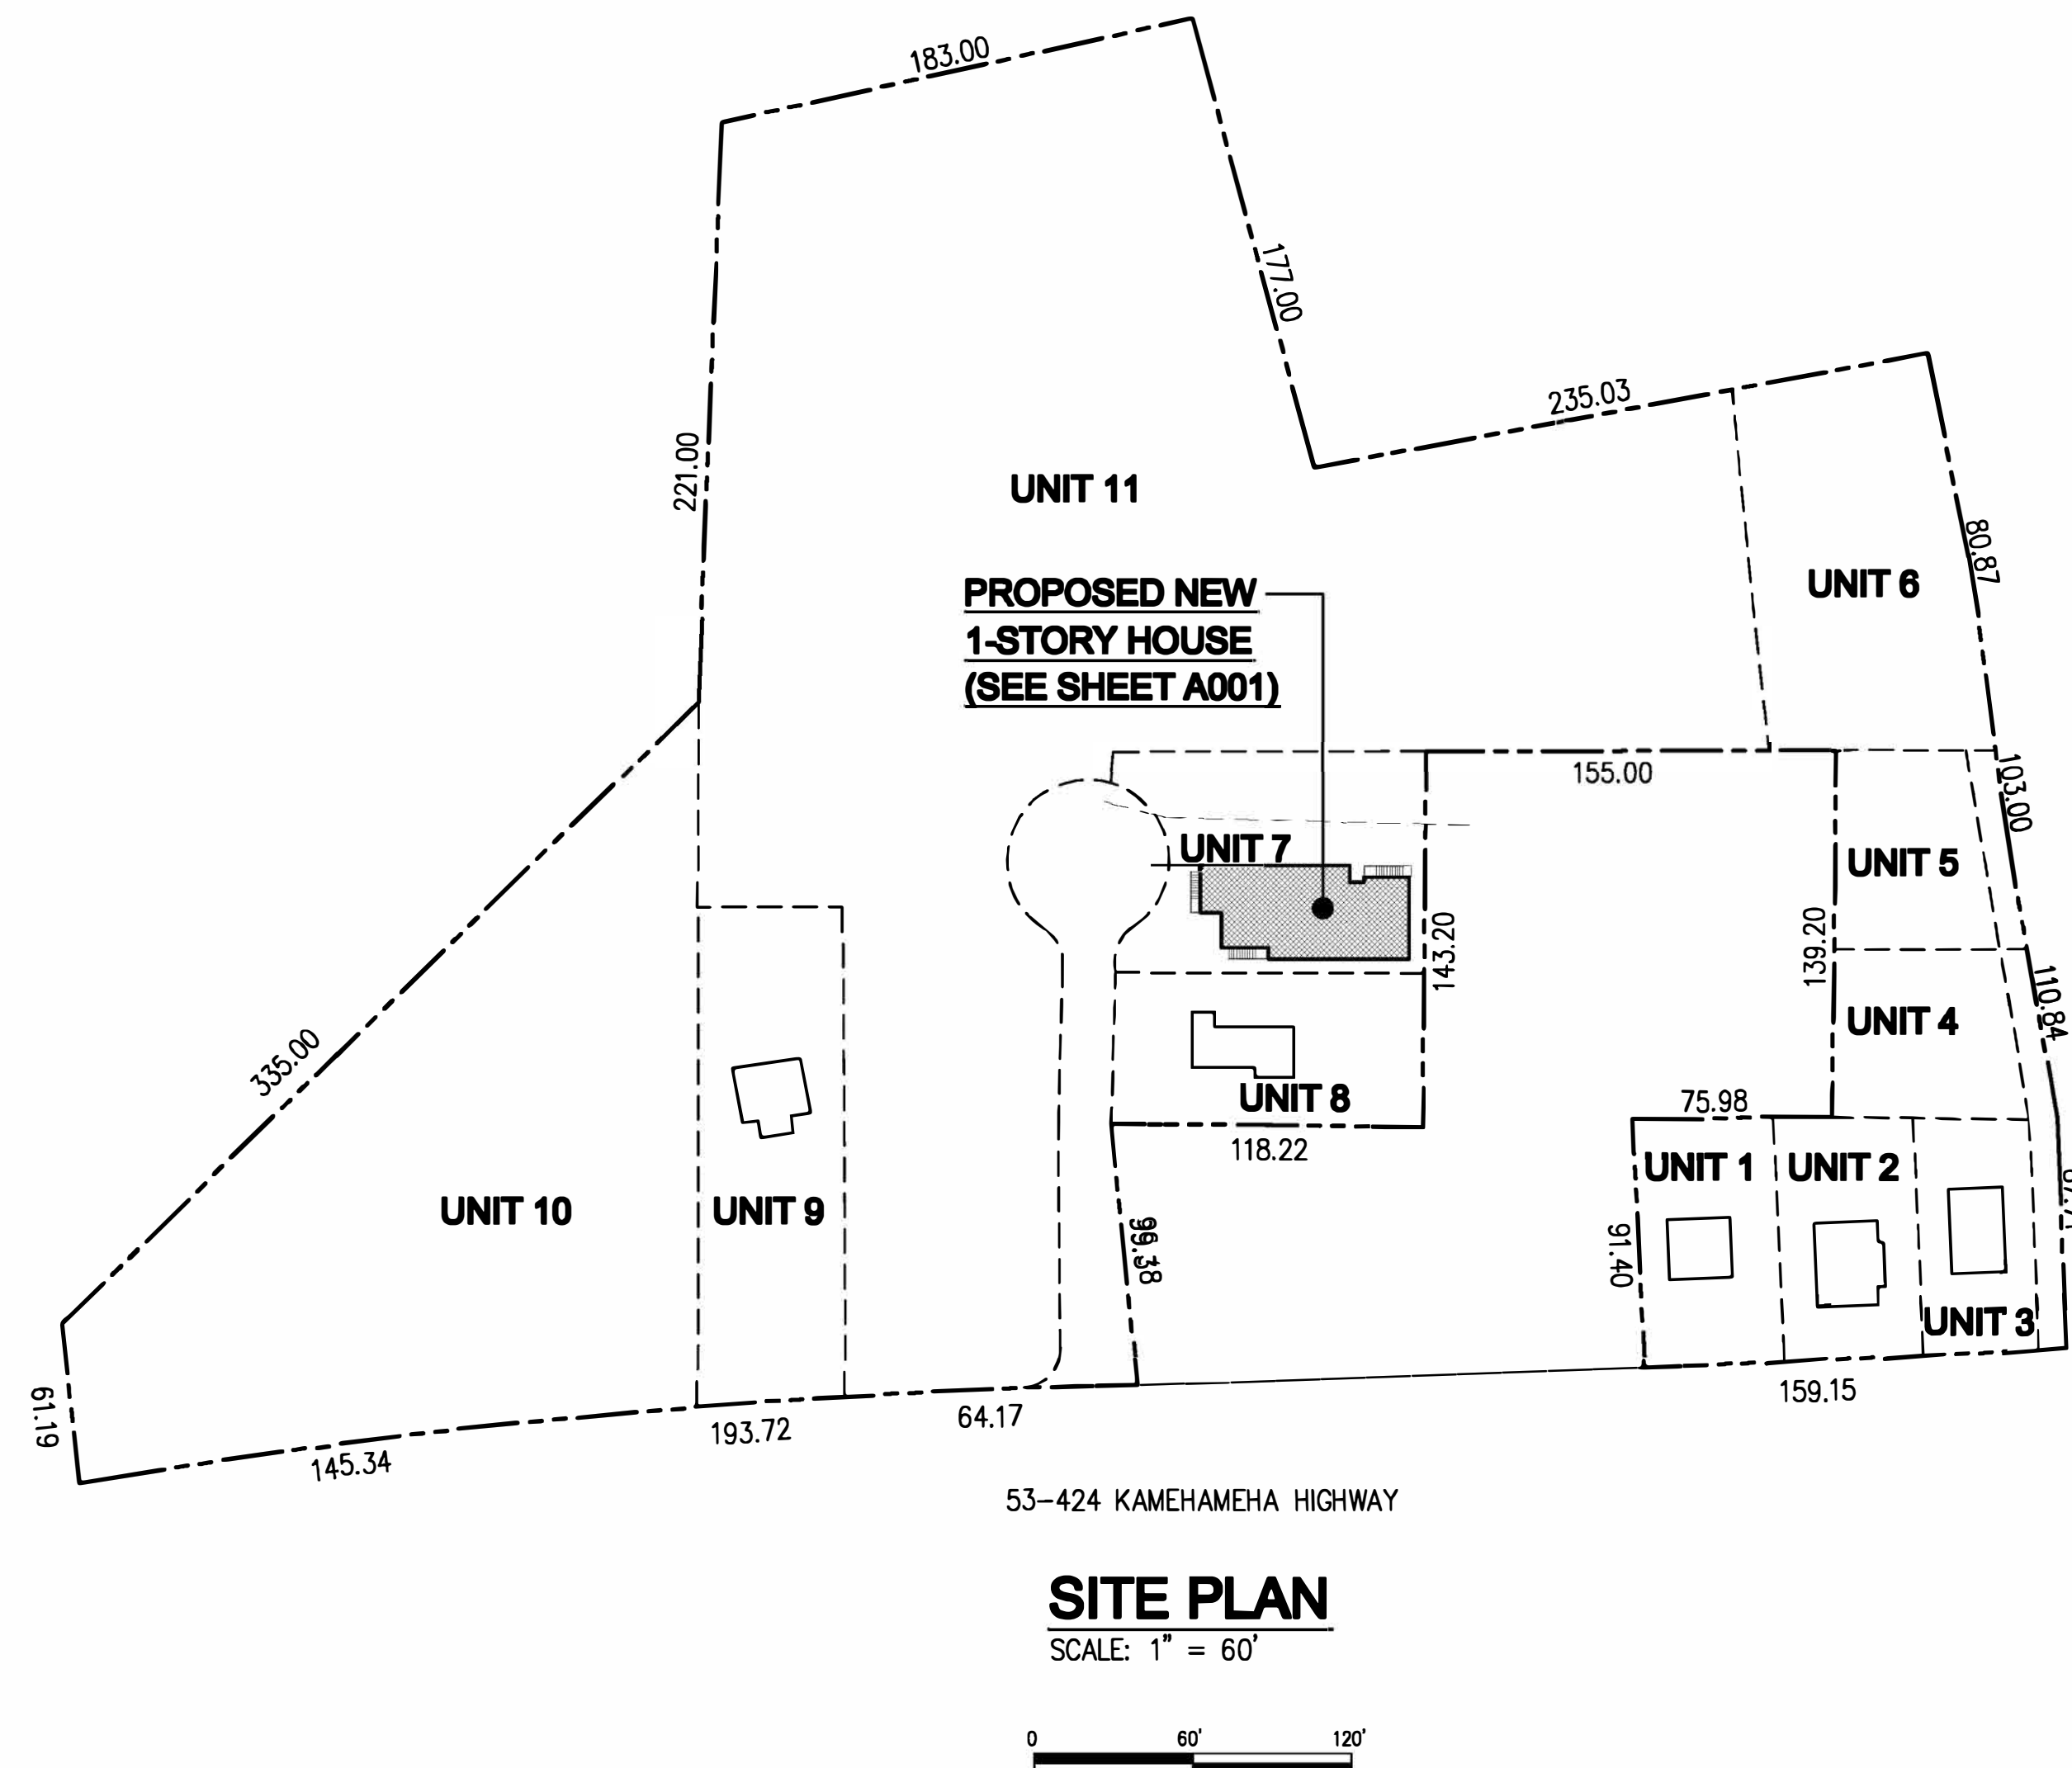 183.00
177.00
235.03
221.00
UNIT 11
80.87
UNIT 6
PROPOSED NEW
1-STORY HOUSE
(SEE SHEET A001)
155.00
103.00
UNIT 7
UNIT 5
143.20
139.20
110.84
UNIT 4
335.00
UNIT 8
118.22
75.98
UNIT 1
UNIT 2
UNIT 10
UNIT 9
91.40
UNIT 3
61.19
145.34
193.72
64.17
159.15
53-424 KAMEHAMEHA HIGHWAY
SITE PLAN
SCALE: 1" = 60'
0 60' 120'